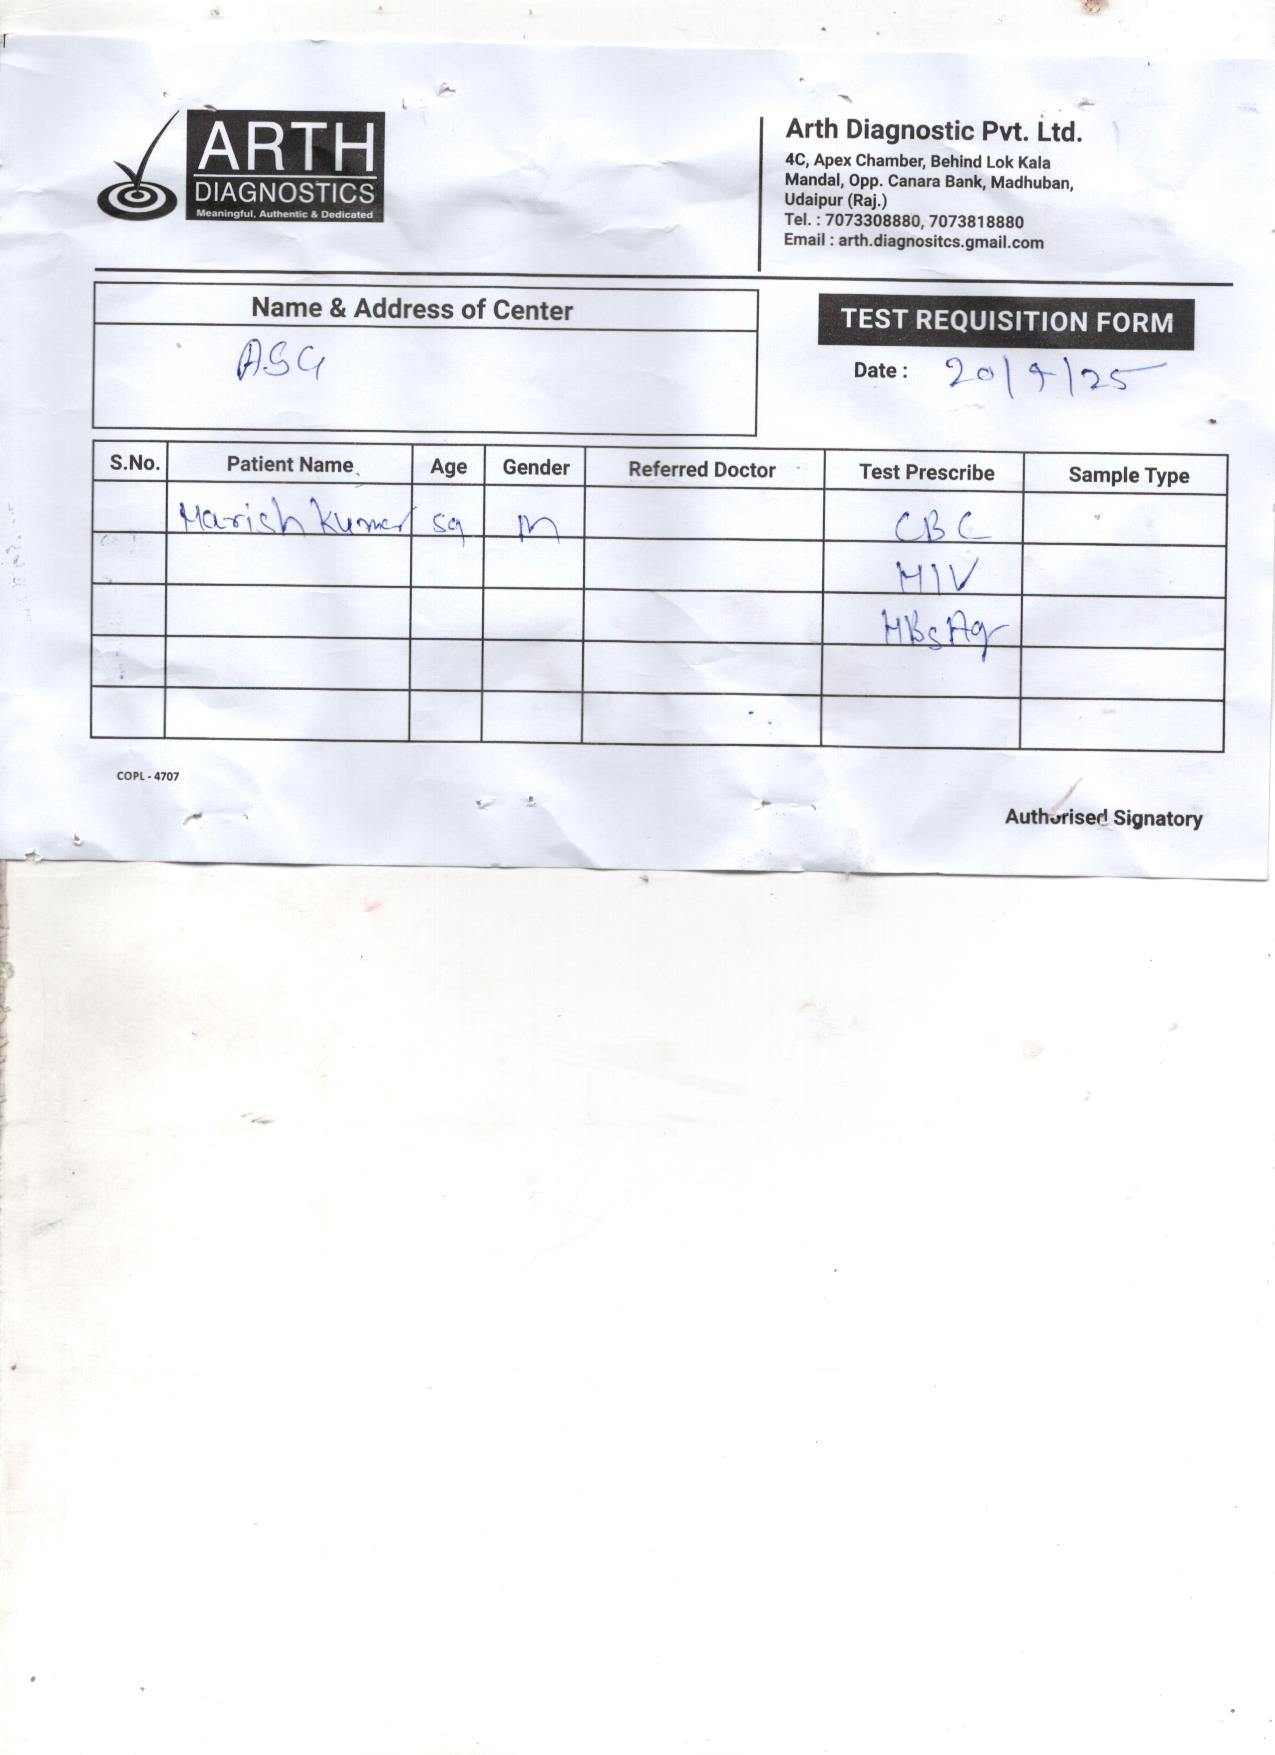 ARTH
DIAGNOSTICS
Meaningful, Authentic & Dedicated
Arth Diagnostic Pvt. Ltd.
4C, Apex Chamber, Behind Lok Kala
Mandal, Opp. Canara Bank, Madhuban,
Udaipur (Raj.)
Tel. : 7073308880, 7073818880
Email : arth.diagnositcs.gmail.com
Name & Address of Center
ASG
TEST REQUISITION FORM
Date : 20/9/25
S.No. Patient Name Age Gender Referred Doctor Test Prescribe Sample Type
Harish Kumar 59 M CBC
HIV
HBsAg
COPL - 4707
Authorised Signatory